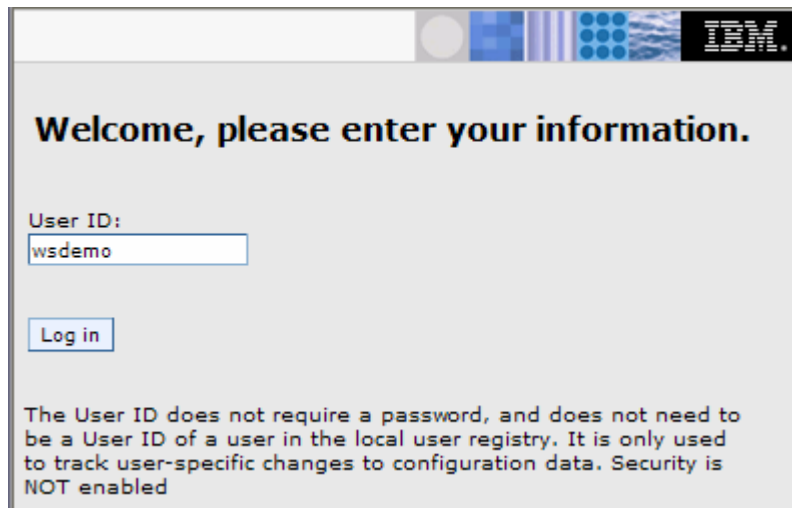 IBM.
Welcome, please enter your information.
User ID:
wsdemo
Log in
The User ID does not require a password, and does not need to
be a User ID of a user in the local user registry. It is only used
to track user-specific changes to configuration data. Security is
NOT enabled